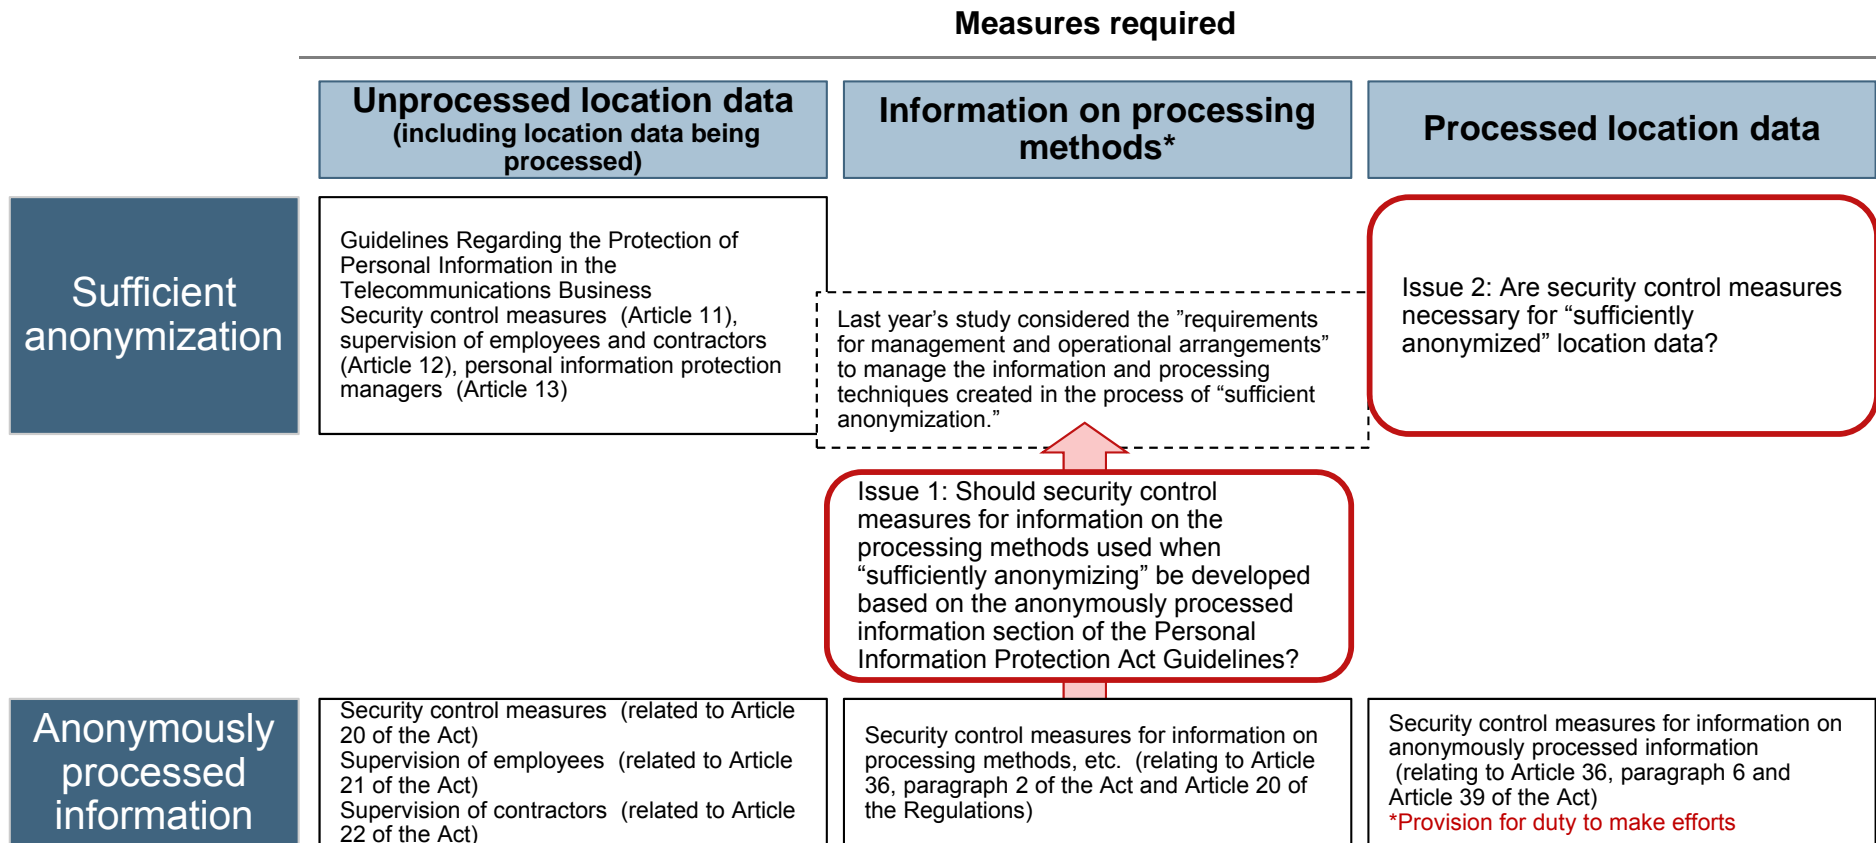 Measures required
Unprocessed location data
(including location data being
processed)
Information on processing
methods*
Processed location data
Sufficient
anonymization
Guidelines Regarding the Protection of
Personal Information in the
Telecommunications Business
Security control measures (Article 11),
supervision of employees and contractors
(Article 12), personal information protection
managers (Article 13)
Last year’s study considered the ”requirements
for management and operational arrangements”
to manage the information and processing
techniques created in the process of “sufficient
anonymization.”
Issue 2: Are security control measures
necessary for “sufficiently
anonymized” location data?
Issue 1: Should security control
measures for information on the
processing methods used when
“sufficiently anonymizing” be developed
based on the anonymously processed
information section of the Personal
Information Protection Act Guidelines?
Anonymously
processed
information
Security control measures (related to Article
20 of the Act)
Supervision of employees (related to Article
21 of the Act)
Supervision of contractors (related to Article
22 of the Act)
Security control measures for information on
processing methods, etc. (relating to Article
36, paragraph 2 of the Act and Article 20 of
the Regulations)
Security control measures for information on
anonymously processed information
(relating to Article 36, paragraph 6 and
Article 39 of the Act)
*Provision for duty to make efforts